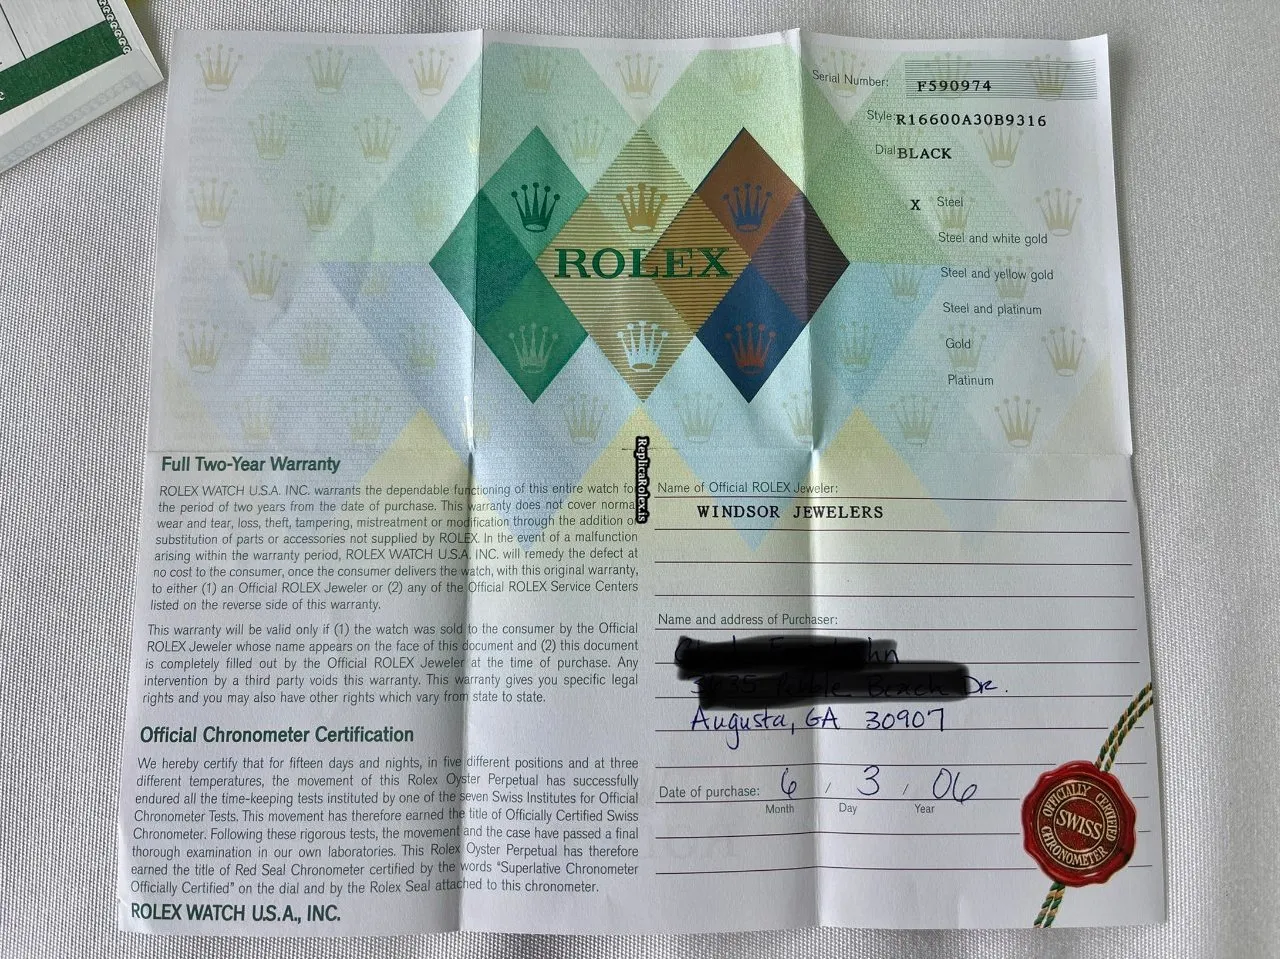 Serial Number: F590974
Style: R16600A30B9316
Dial BLACK
X Steel
Steel and white gold
Steel and yellow gold
Steel and platinum
Gold
Platinum
ROLEX
ReplicaRolex.is
Full Two-Year Warranty
ROLEX WATCH U.S.A. INC. warrants the dependable functioning of this entire watch for
the period of two years from the date of purchase. This warranty does not cover normal
wear and tear, loss, theft, tampering, mistreatment or modification through the addition or
substitution of parts or accessories not supplied by ROLEX. In the event of a malfunction
arising within the warranty period, ROLEX WATCH U.S.A. INC. will remedy the defect at
no cost to the consumer, once the consumer delivers the watch, with this original warranty,
to either (1) an Official ROLEX Jeweler or (2) any of the Official ROLEX Service Centers
listed on the reverse side of this warranty.
This warranty will be valid only if (1) the watch was sold to the consumer by the Official
ROLEX Jeweler whose name appears on the face of this document and (2) this document
is completely filled out by the Official ROLEX Jeweler at the time of purchase. Any
intervention by a third party voids this warranty. This warranty gives you specific legal
rights and you may also have other rights which vary from state to state.
Official Chronometer Certification
We hereby certify that for fifteen days and nights, in five different positions and at three
different temperatures, the movement of this Rolex Oyster Perpetual has successfully
endured all the time-keeping tests instituted by one of the seven Swiss Institutes for Official
Chronometer Tests. This movement has therefore earned the title of Officially Certified Swiss
Chronometer. Following these rigorous tests, the movement and the case have passed a final
thorough examination in our own laboratories. This Rolex Oyster Perpetual has therefore
earned the title of Red Seal Chronometer certified by the words "Superlative Chronometer
Officially Certified" on the dial and by the Rolex Seal attached to this chronometer.
ROLEX WATCH U.S.A., INC.
Name of Official ROLEX Jeweler:
WINDSOR JEWELERS
Name and address of Purchaser:
Dr.
Augusta, GA 30907
Date of purchase: 6 / 3 / 06
Month Day Year
OFFICIALLY CERTIFIED
SWISS
CHRONOMETER